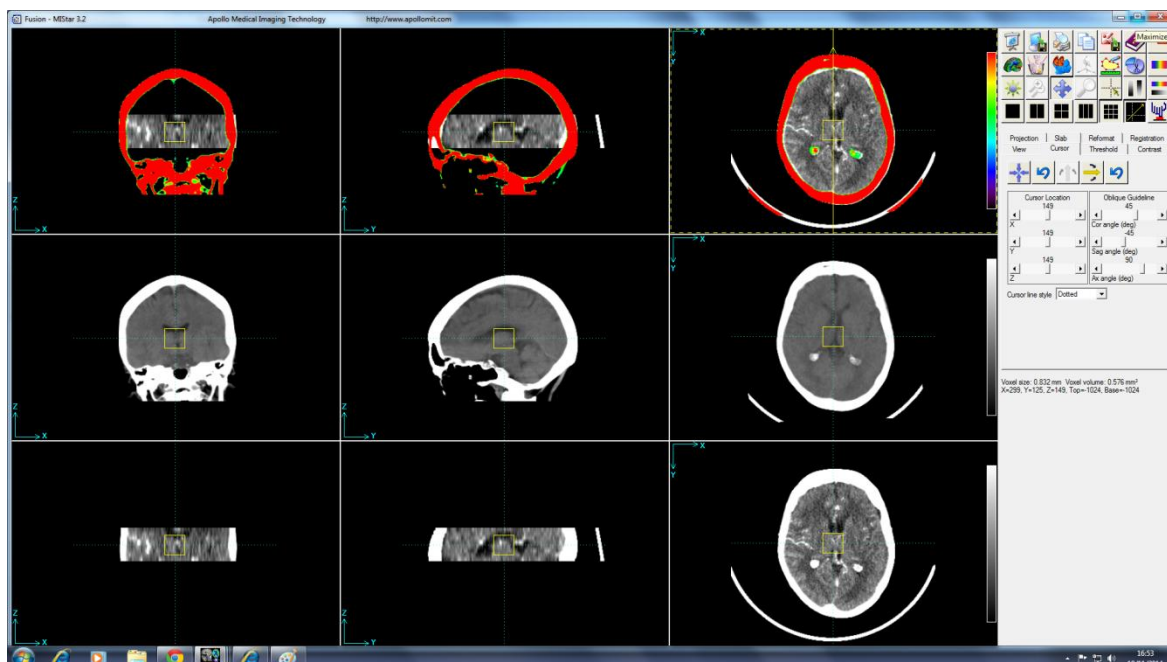 Fusion - MIStar 3.2 Apollo Medical Imaging Technology http://www.apollomit.com
Maximize
Projection Slab Reformat Registration
View Cursor Threshold Contrast
Cursor Location Oblique Guideline
149 45
X Cor angle (deg)
149 -45
Y Sag angle (deg)
149 90
Z Ax angle (deg)
Cursor line style Dotted
Voxel size: 0.832 mm Voxel volume: 0.576 mm³
X=299, Y=125, Z=149, Top=-1024, Base=-1024
Z X
Z Y
X Y
Z X
Z Y
X Y
Z X
Z Y
X Y
16:53